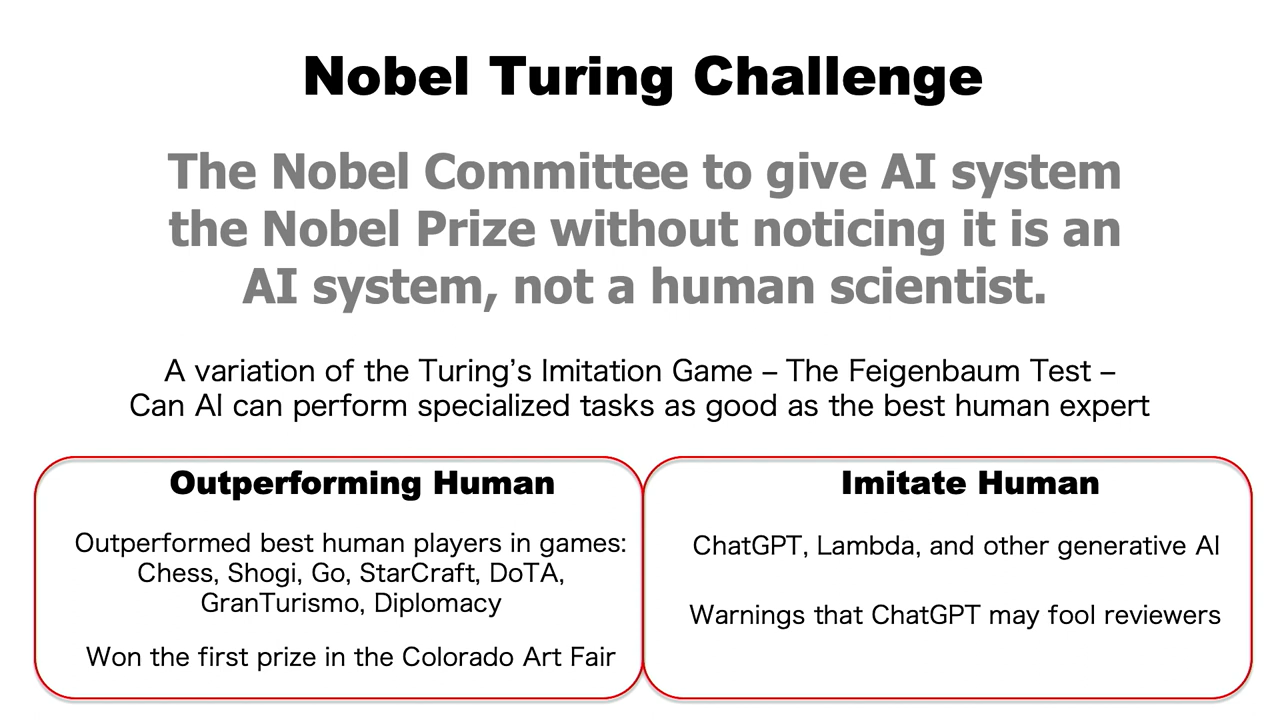 Nobel Turing Challenge
The Nobel Committee to give AI system
the Nobel Prize without noticing it is an
AI system, not a human scientist.
A variation of the Turing’s Imitation Game – The Feigenbaum Test –
Can AI can perform specialized tasks as good as the best human expert
Outperforming Human
Outperformed best human players in games:
Chess, Shogi, Go, StarCraft, DoTA,
GranTurismo, Diplomacy
Won the first prize in the Colorado Art Fair
Imitate Human
ChatGPT, Lambda, and other generative AI
Warnings that ChatGPT may fool reviewers